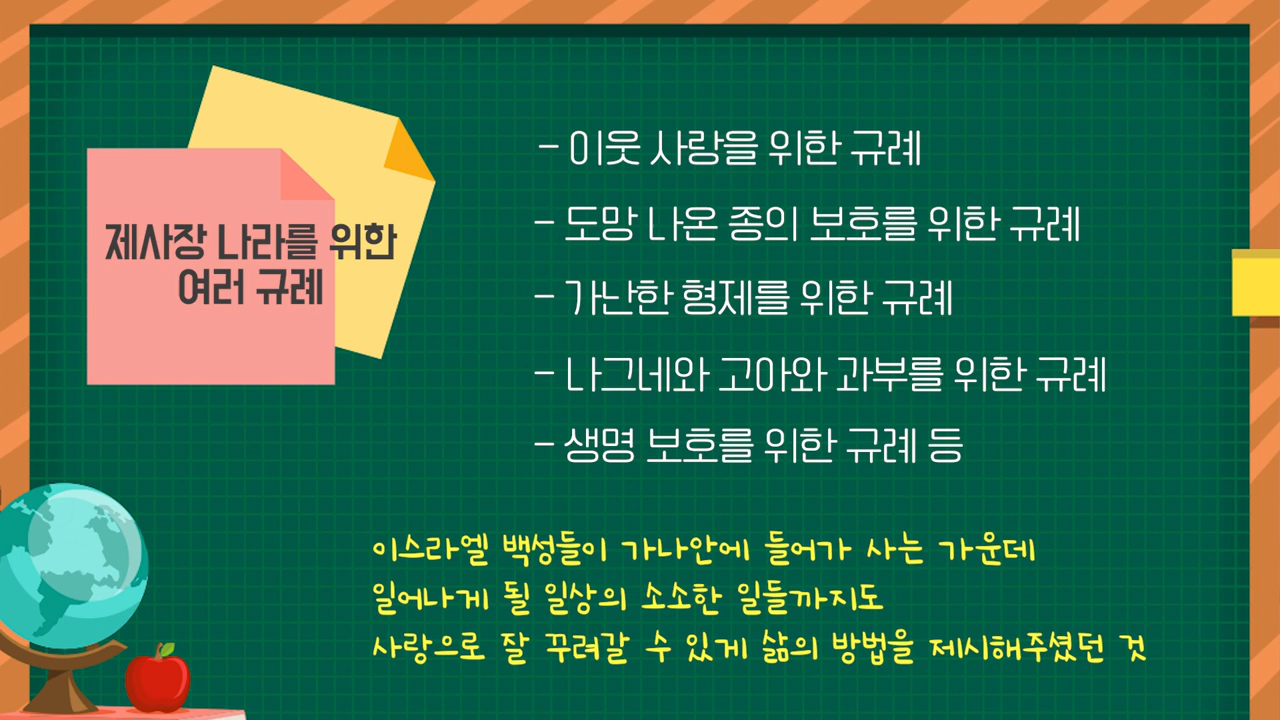 제사장 나라를 위한
여러 규례
- 이웃 사랑을 위한 규례
- 도망 나온 종의 보호를 위한 규례
- 가난한 형제를 위한 규례
- 나그네와 고아와 과부를 위한 규례
- 생명 보호를 위한 규례 등
이스라엘 백성들이 가나안에 들어가 사는 가운데
일어나게 될 일상의 소소한 일들까지도
사랑으로 잘 꾸려갈 수 있게 삶의 방법을 제시해주셨던 것